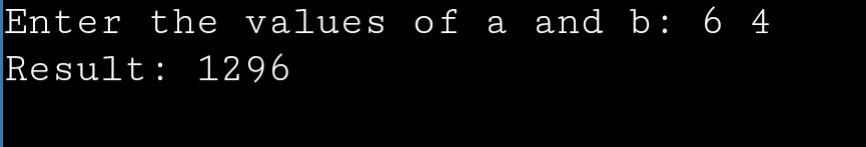 Enter the values of a and b: 6 4
Result: 1296